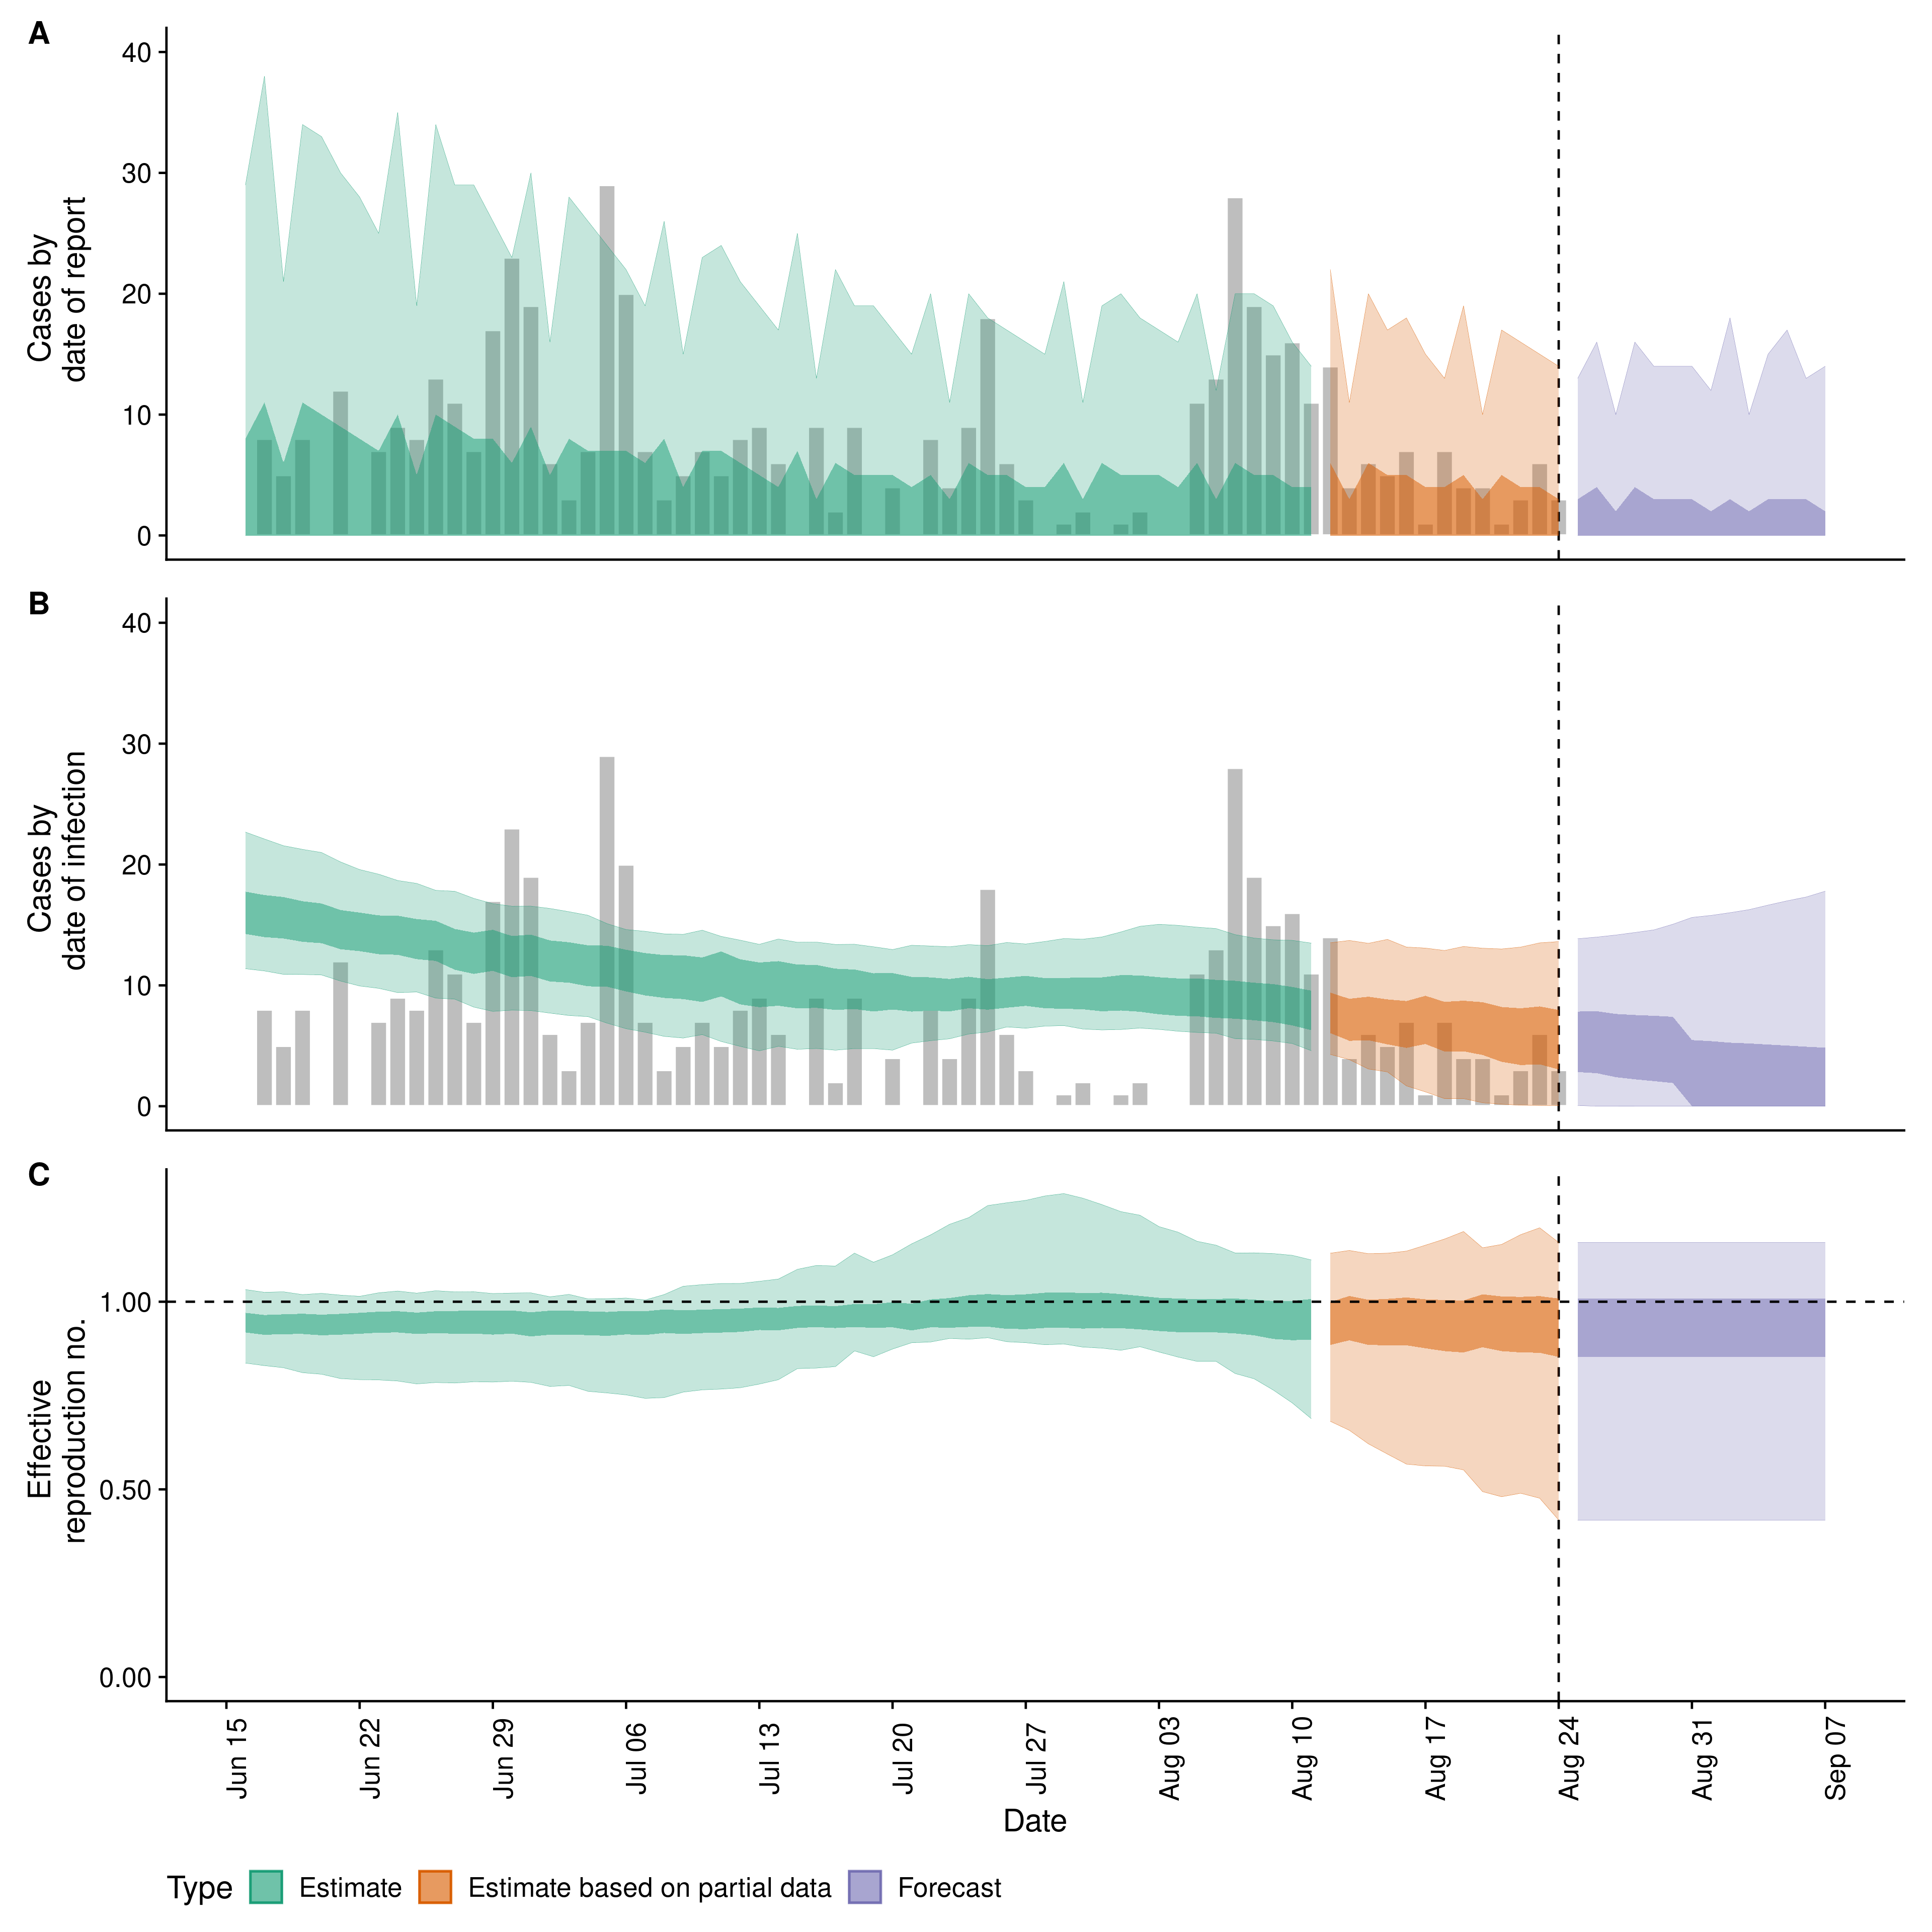 A
40
30
20
10
0
Cases by
date of report
B
40
30
20
10
0
Cases by
date of infection
C
1.00
0.50
0.00
Effective
reproduction no.
Jun 15
Jun 22
Jun 29
Jul 06
Jul 13
Jul 20
Jul 27
Aug 03
Aug 10
Aug 17
Aug 24
Aug 31
Sep 07
Date
Type Estimate Estimate based on partial data Forecast